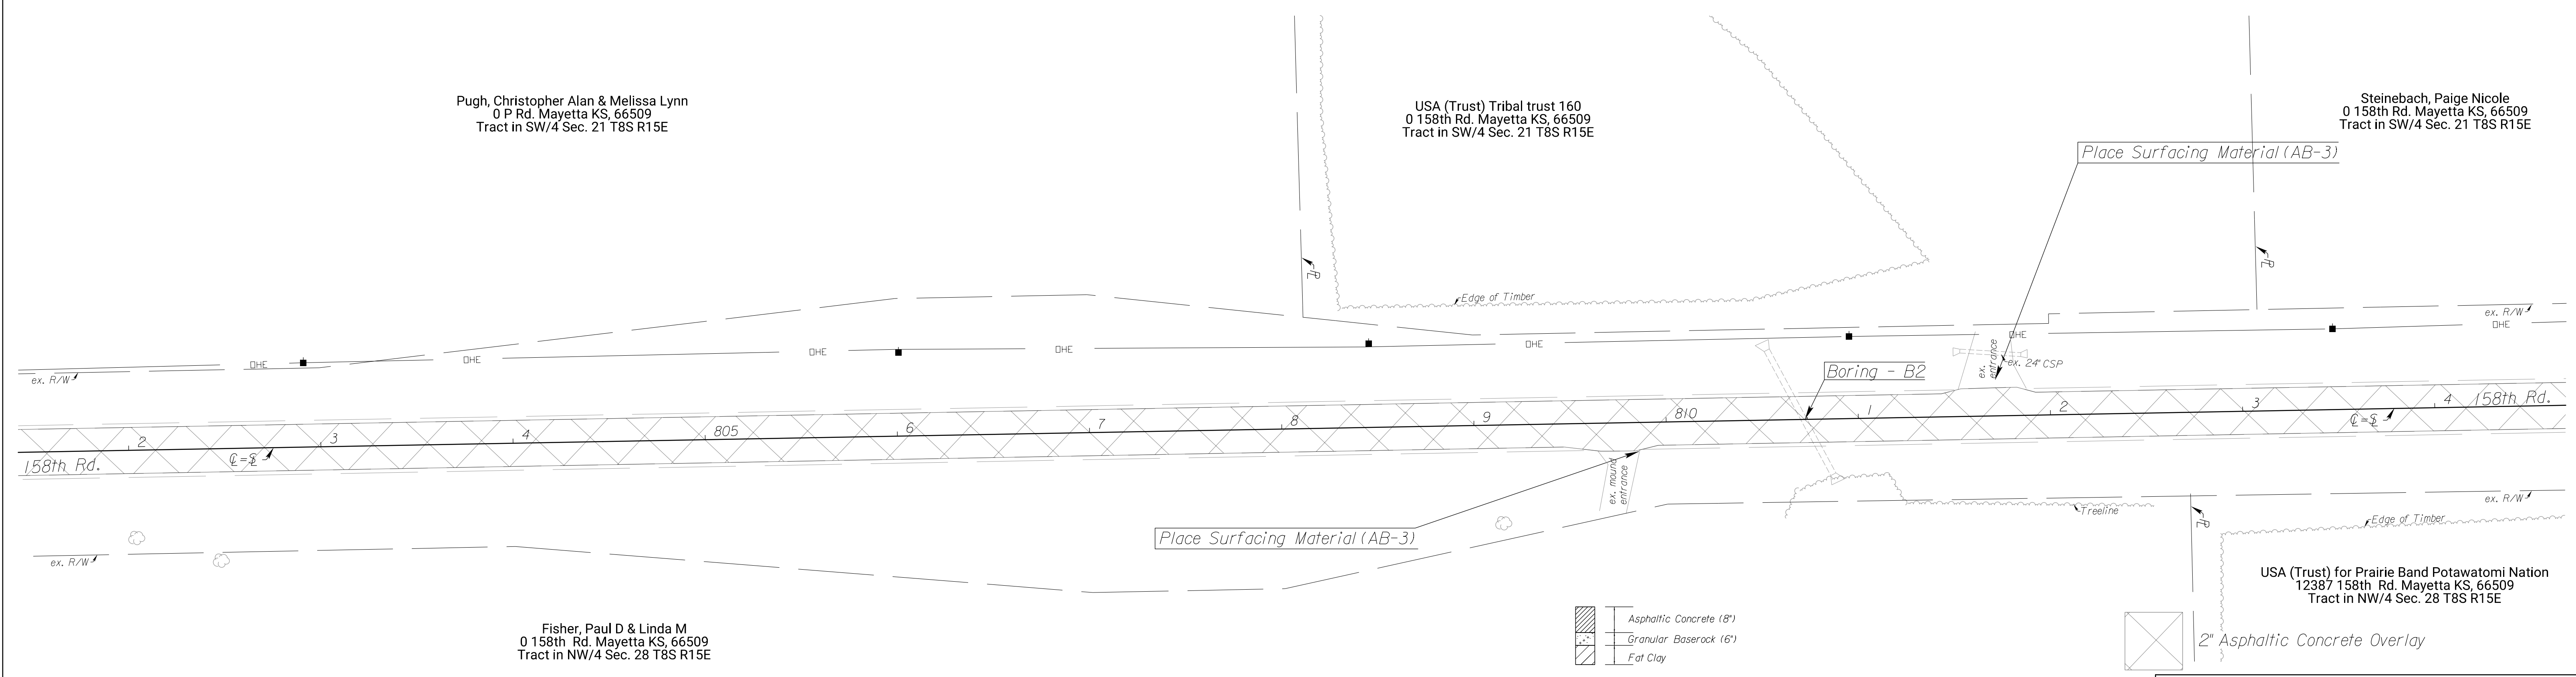 Pugh, Christopher Alan & Melissa Lynn
0 P Rd. Mayetta KS, 66509
Tract in SW/4 Sec. 21 T8S R15E
USA (Trust) Tribal trust 160
0 158th Rd. Mayetta KS, 66509
Tract in SW/4 Sec. 21 T8S R15E
Steinebach, Paige Nicole
0 158th Rd. Mayetta KS, 66509
Tract in SW/4 Sec. 21 T8S R15E
Place Surfacing Material (AB-3)
PL
PL
Edge of Timber
ex. R/W
OHE
OHE
OHE
OHE
OHE
OHE
OHE
ex. R/W
ex.
entrance
ex. 24" CSP
Boring - B2
2
3
4
805
6
7
8
9
810
1
2
3
4
158th Rd.
158th Rd.
℄=
℄=
ex. mound
entrance
ex. R/W
Treeline
PL
Edge of Timber
Place Surfacing Material (AB-3)
ex. R/W
USA (Trust) for Prairie Band Potawatomi Nation
12387 158th Rd. Mayetta KS, 66509
Tract in NW/4 Sec. 28 T8S R15E
Fisher, Paul D & Linda M
0 158th Rd. Mayetta KS, 66509
Tract in NW/4 Sec. 28 T8S R15E
Asphaltic Concrete (8")
Granular Baserock (6")
Fat Clay
2" Asphaltic Concrete Overlay